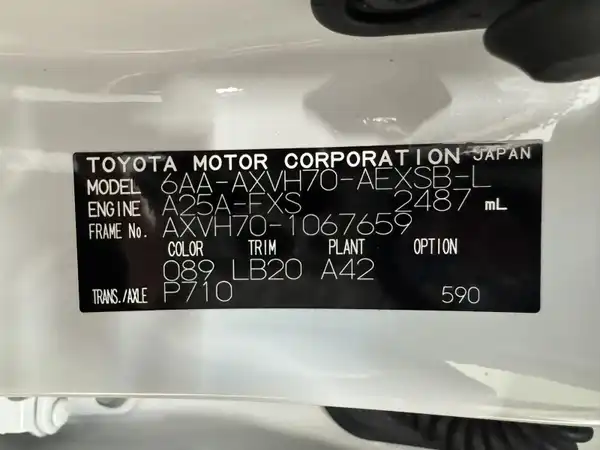 TOYOTA MOTOR CORPORATION JAPAN
MODEL 6AA-AXVH70-AEXSB-L
ENGINE A25A-FXS 2487 mL
FRAME No. AXVH70-1067659
COLOR TRIM PLANT OPTION
089 LB20 A42
TRANS./AXLE P710 590